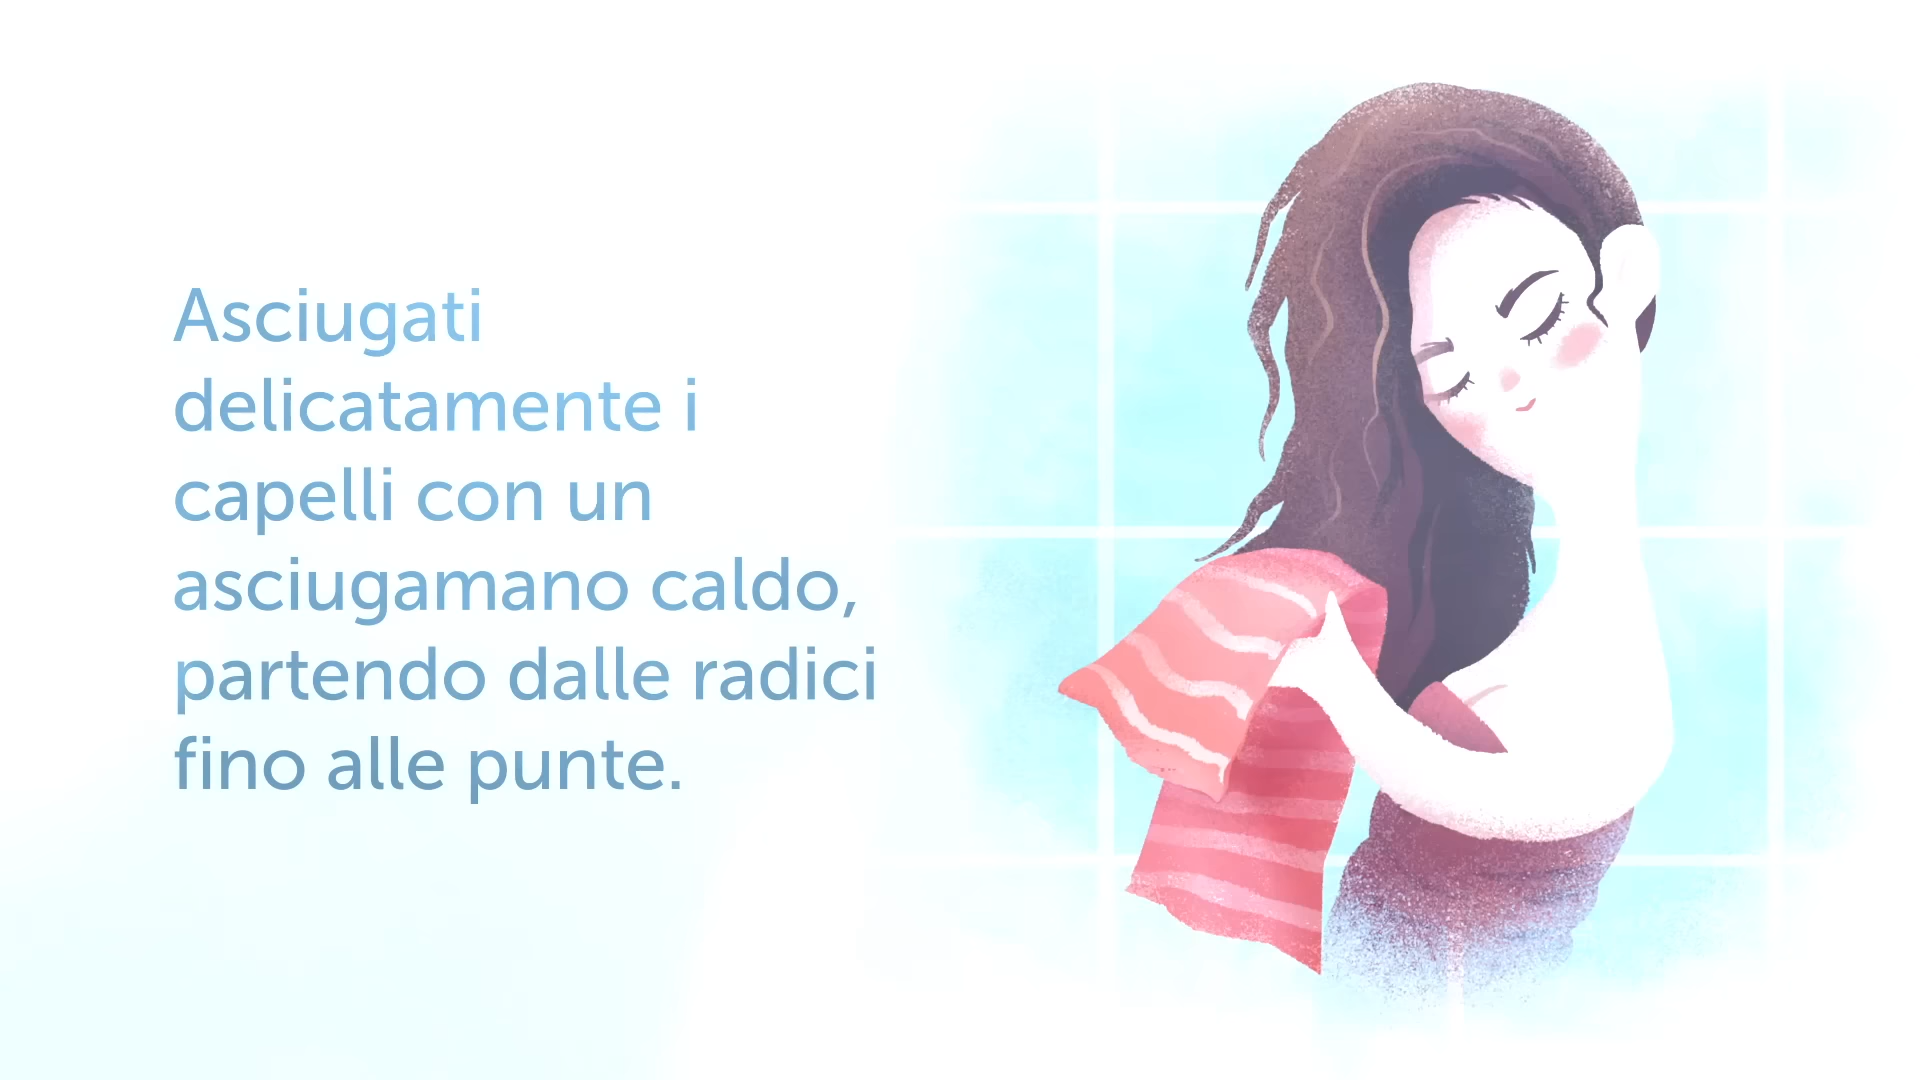 Asciugati
delicatamente i
capelli con un
asciugamano caldo,
partendo dalle radici
fino alle punte.